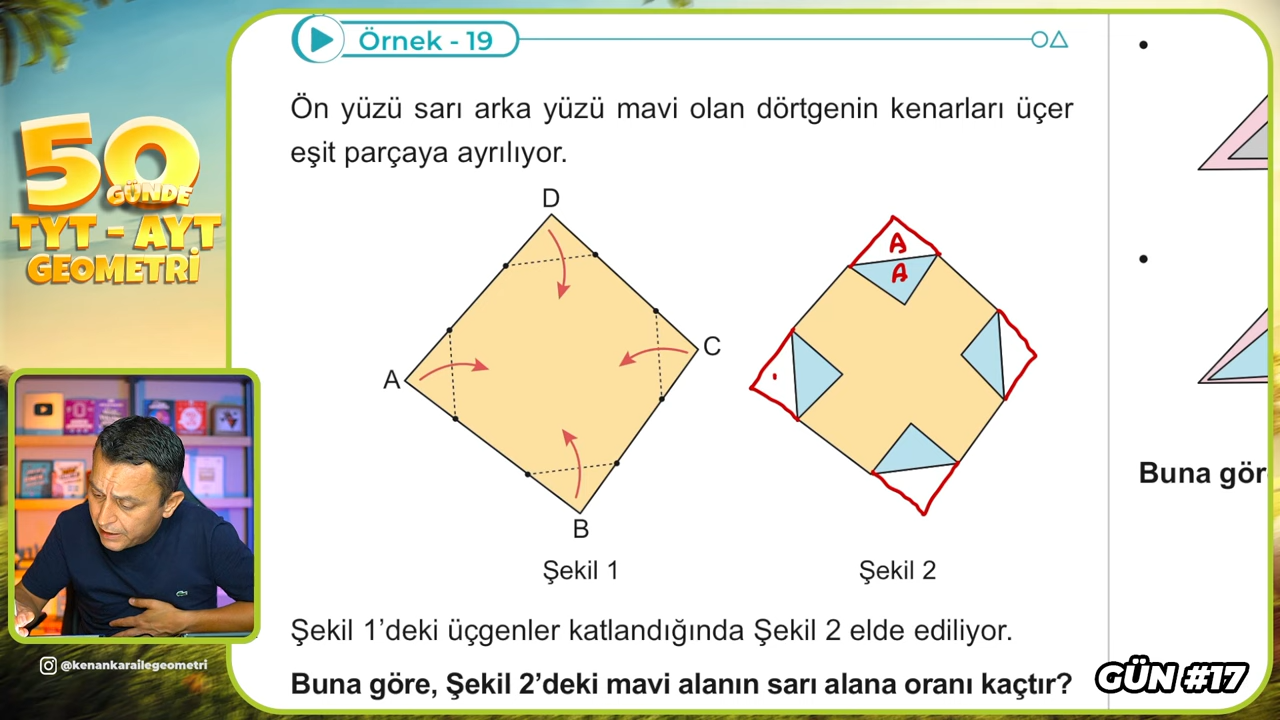 Örnek - 19
Ön yüzü sarı arka yüzü mavi olan dörtgenin kenarları üçer
eşit parçaya ayrılıyor.
50
GÜNDE
TYT - AYT
GEOMETRİ
D
A
C
B
A
A
Şekil 1
Şekil 2
Şekil 1’deki üçgenler katlandığında Şekil 2 elde ediliyor.
Buna göre, Şekil 2’deki mavi alanın sarı alana oranı kaçtır?
Buna gör
@kenankarailegeometri
GÜN #17